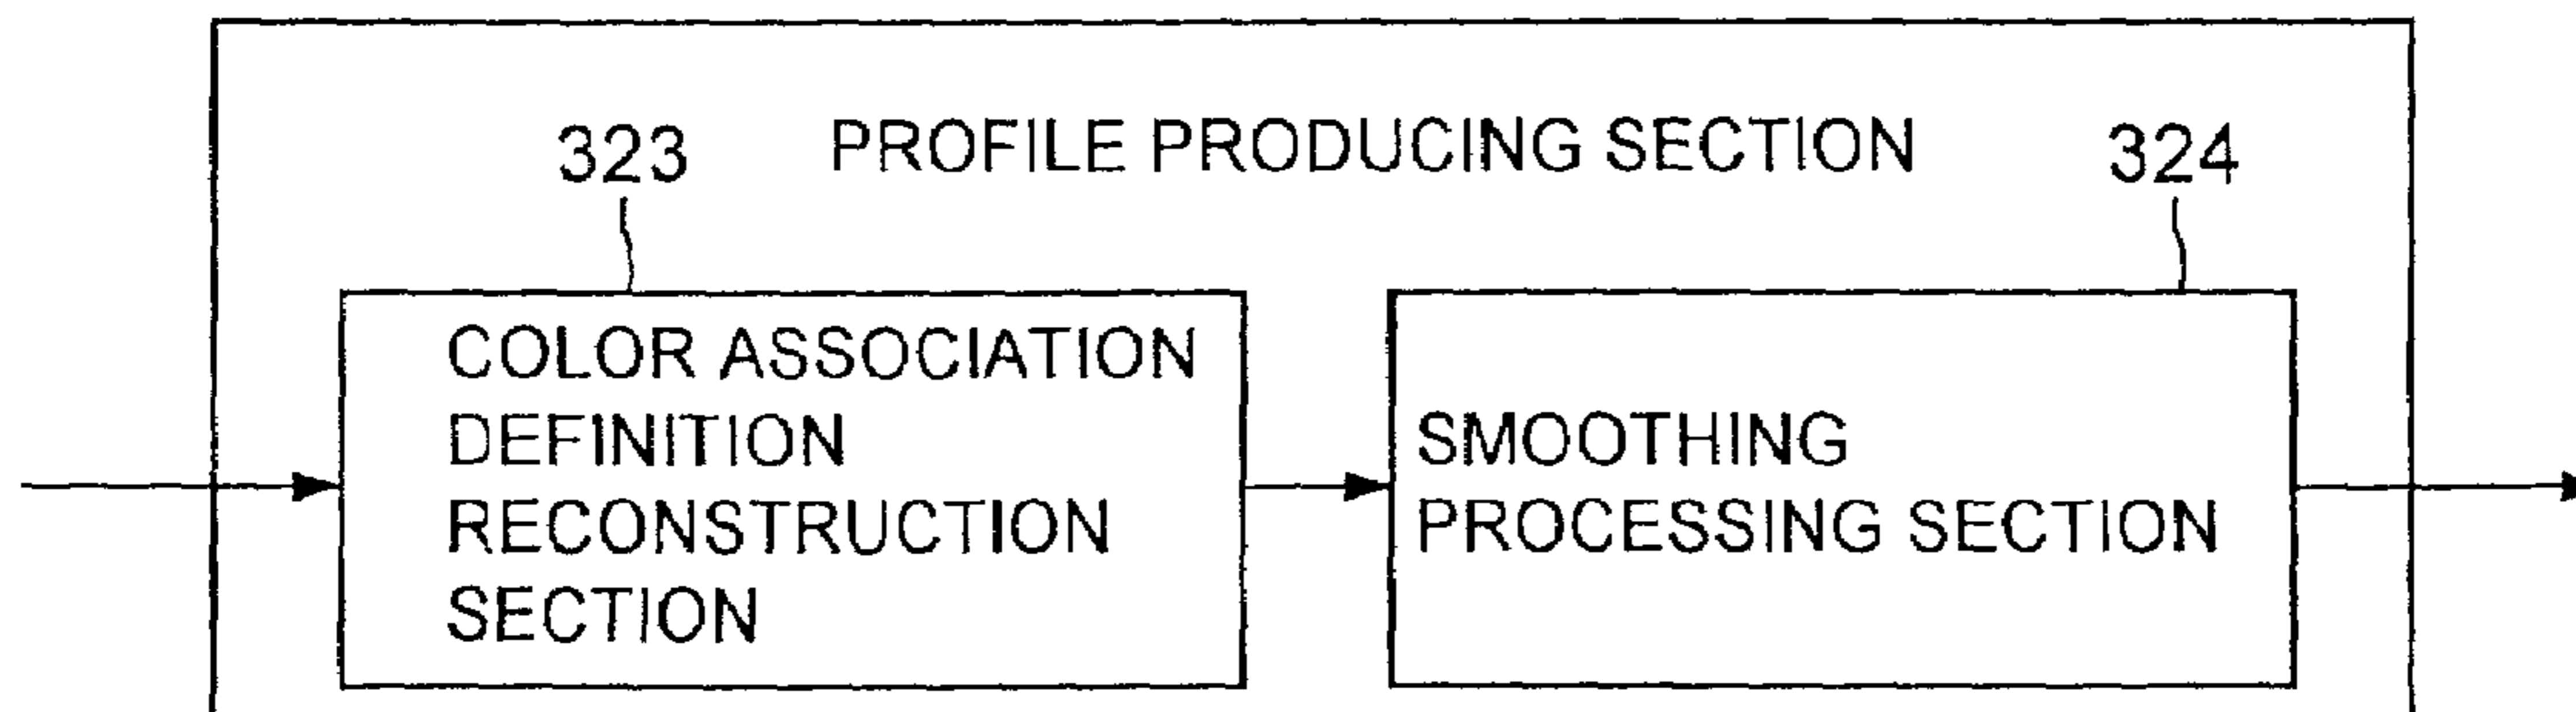 PROFILE PRODUCING SECTION
323
324
COLOR ASSOCIATION
DEFINITION
RECONSTRUCTION
SECTION
SMOOTHING
PROCESSING SECTION